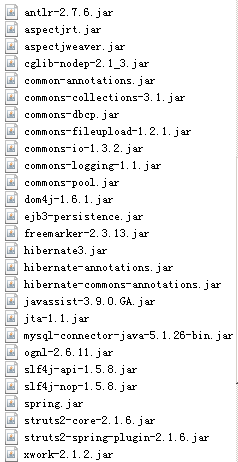 antlr-2.7.6.jar
aspectjrt.jar
aspectjweaver.jar
cglib-nodep-2.1_3.jar
common-annotations.jar
commons-collections-3.1.jar
commons-dbcp.jar
commons-fileupload-1.2.1.jar
commons-io-1.3.2.jar
commons-logging-1.1.jar
commons-pool.jar
dom4j-1.6.1.jar
ejb3-persistence.jar
freemarker-2.3.13.jar
hibernate3.jar
hibernate-annotations.jar
hibernate-commons-annotations.jar
javassist-3.9.0.GA.jar
jta-1.1.jar
mysql-connector-java-5.1.26-bin.jar
ognl-2.6.11.jar
slf4j-api-1.5.8.jar
slf4j-nop-1.5.8.jar
spring.jar
struts2-core-2.1.6.jar
struts2-spring-plugin-2.1.6.jar
xwork-2.1.2.jar